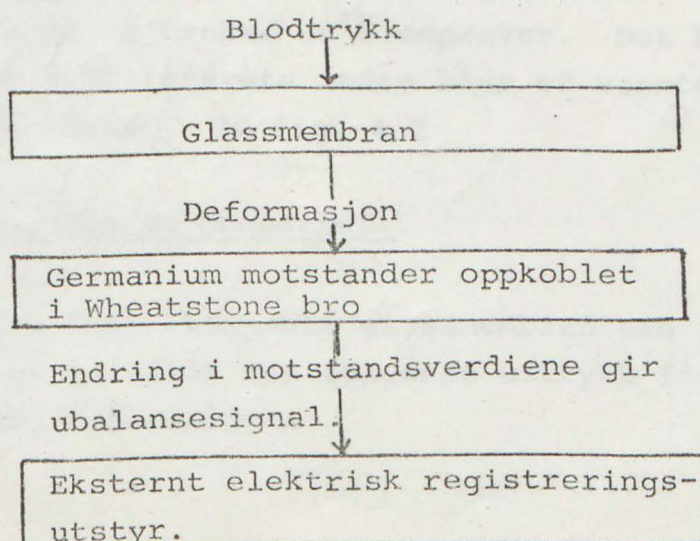 Blodtrykk
Glassmembran
Deformasjon
Germanium motstander oppkoblet
i Wheatstone bro
Endring i motstandsverdiene gir
ubalansesignal.
Eksternt elektrisk registrerings-
utstyr.